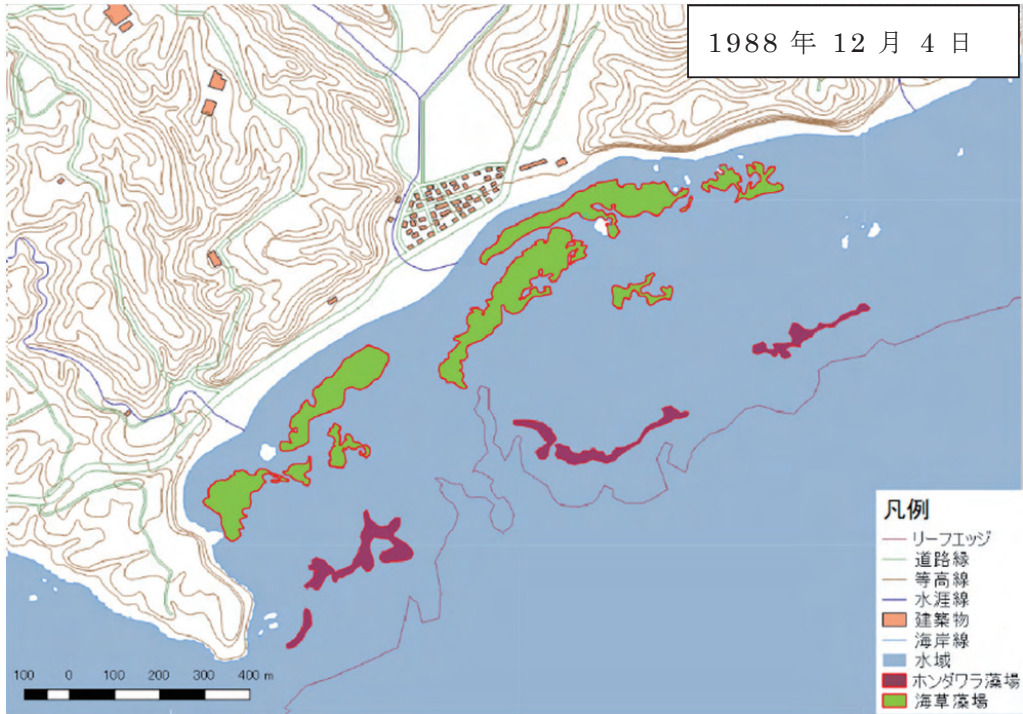 1988 年 12 月 4 日
凡例
リーフエッジ
道路縁
等高線
水涯線
建築物
海岸線
水域
ホンダワラ藻場
海草藻場
100 0 100 200 300 400 m